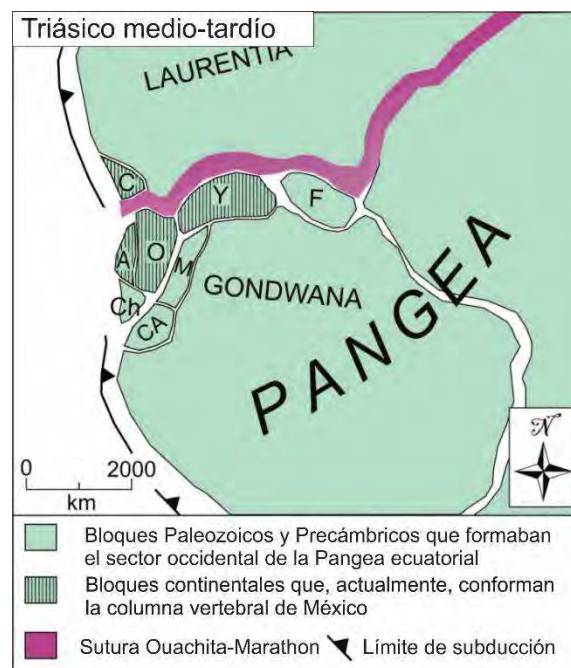 Triásico medio-tardío
LAURENTIA
C
Y
F
A
O
M
Ch
CA
GONDWANA
PANGEA
N
0 2000
km
Bloques Paleozoicos y Precámbricos que formaban
el sector occidental de la Pangea ecuatorial
Bloques continentales que, actualmente, conforman
la columna vertebral de México
Sutura Ouachita-Marathon Límite de subducción